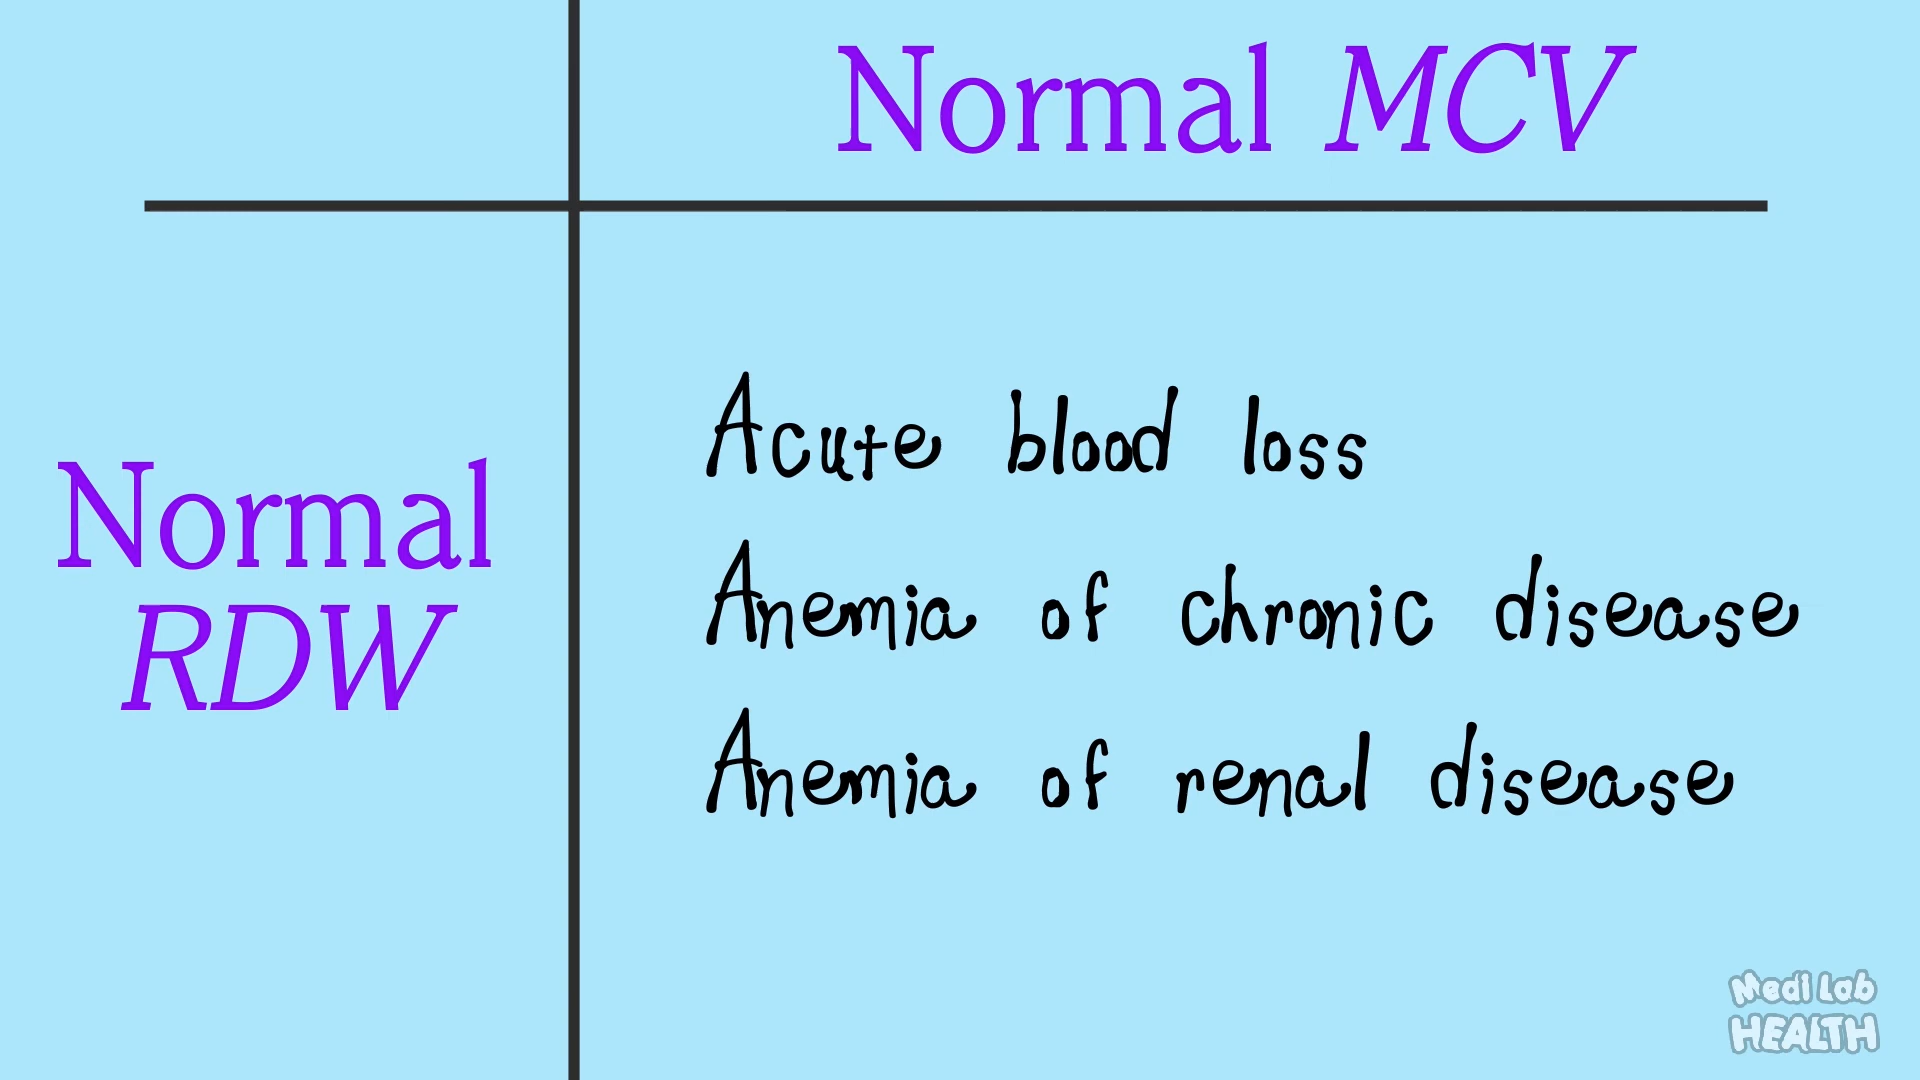 Normal MCV
Normal
RDW
Acute blood loss
Anemia of chronic disease
Anemia of renal disease
Medi Lab
HEALTH